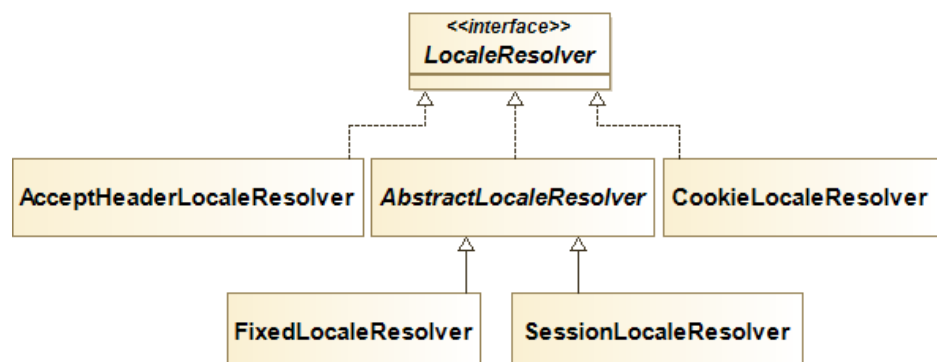 <<interface>>
LocaleResolver
AcceptHeaderLocaleResolver
AbstractLocaleResolver
CookieLocaleResolver
FixedLocaleResolver
SessionLocaleResolver